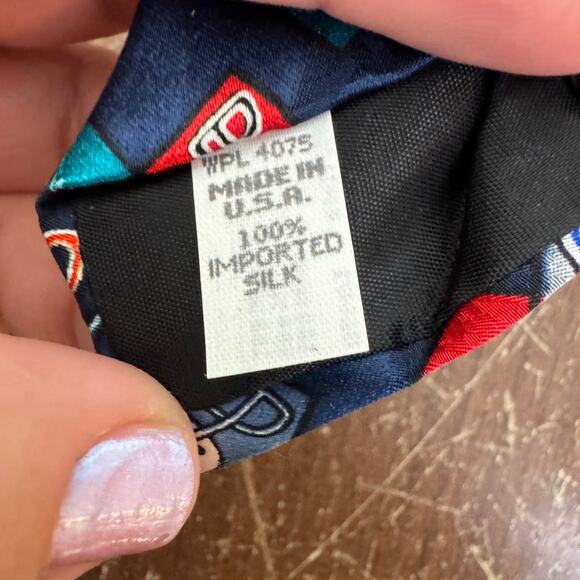 WPL 4075
MADE IN
U.S.A.
100%
IMPORTED
SILK